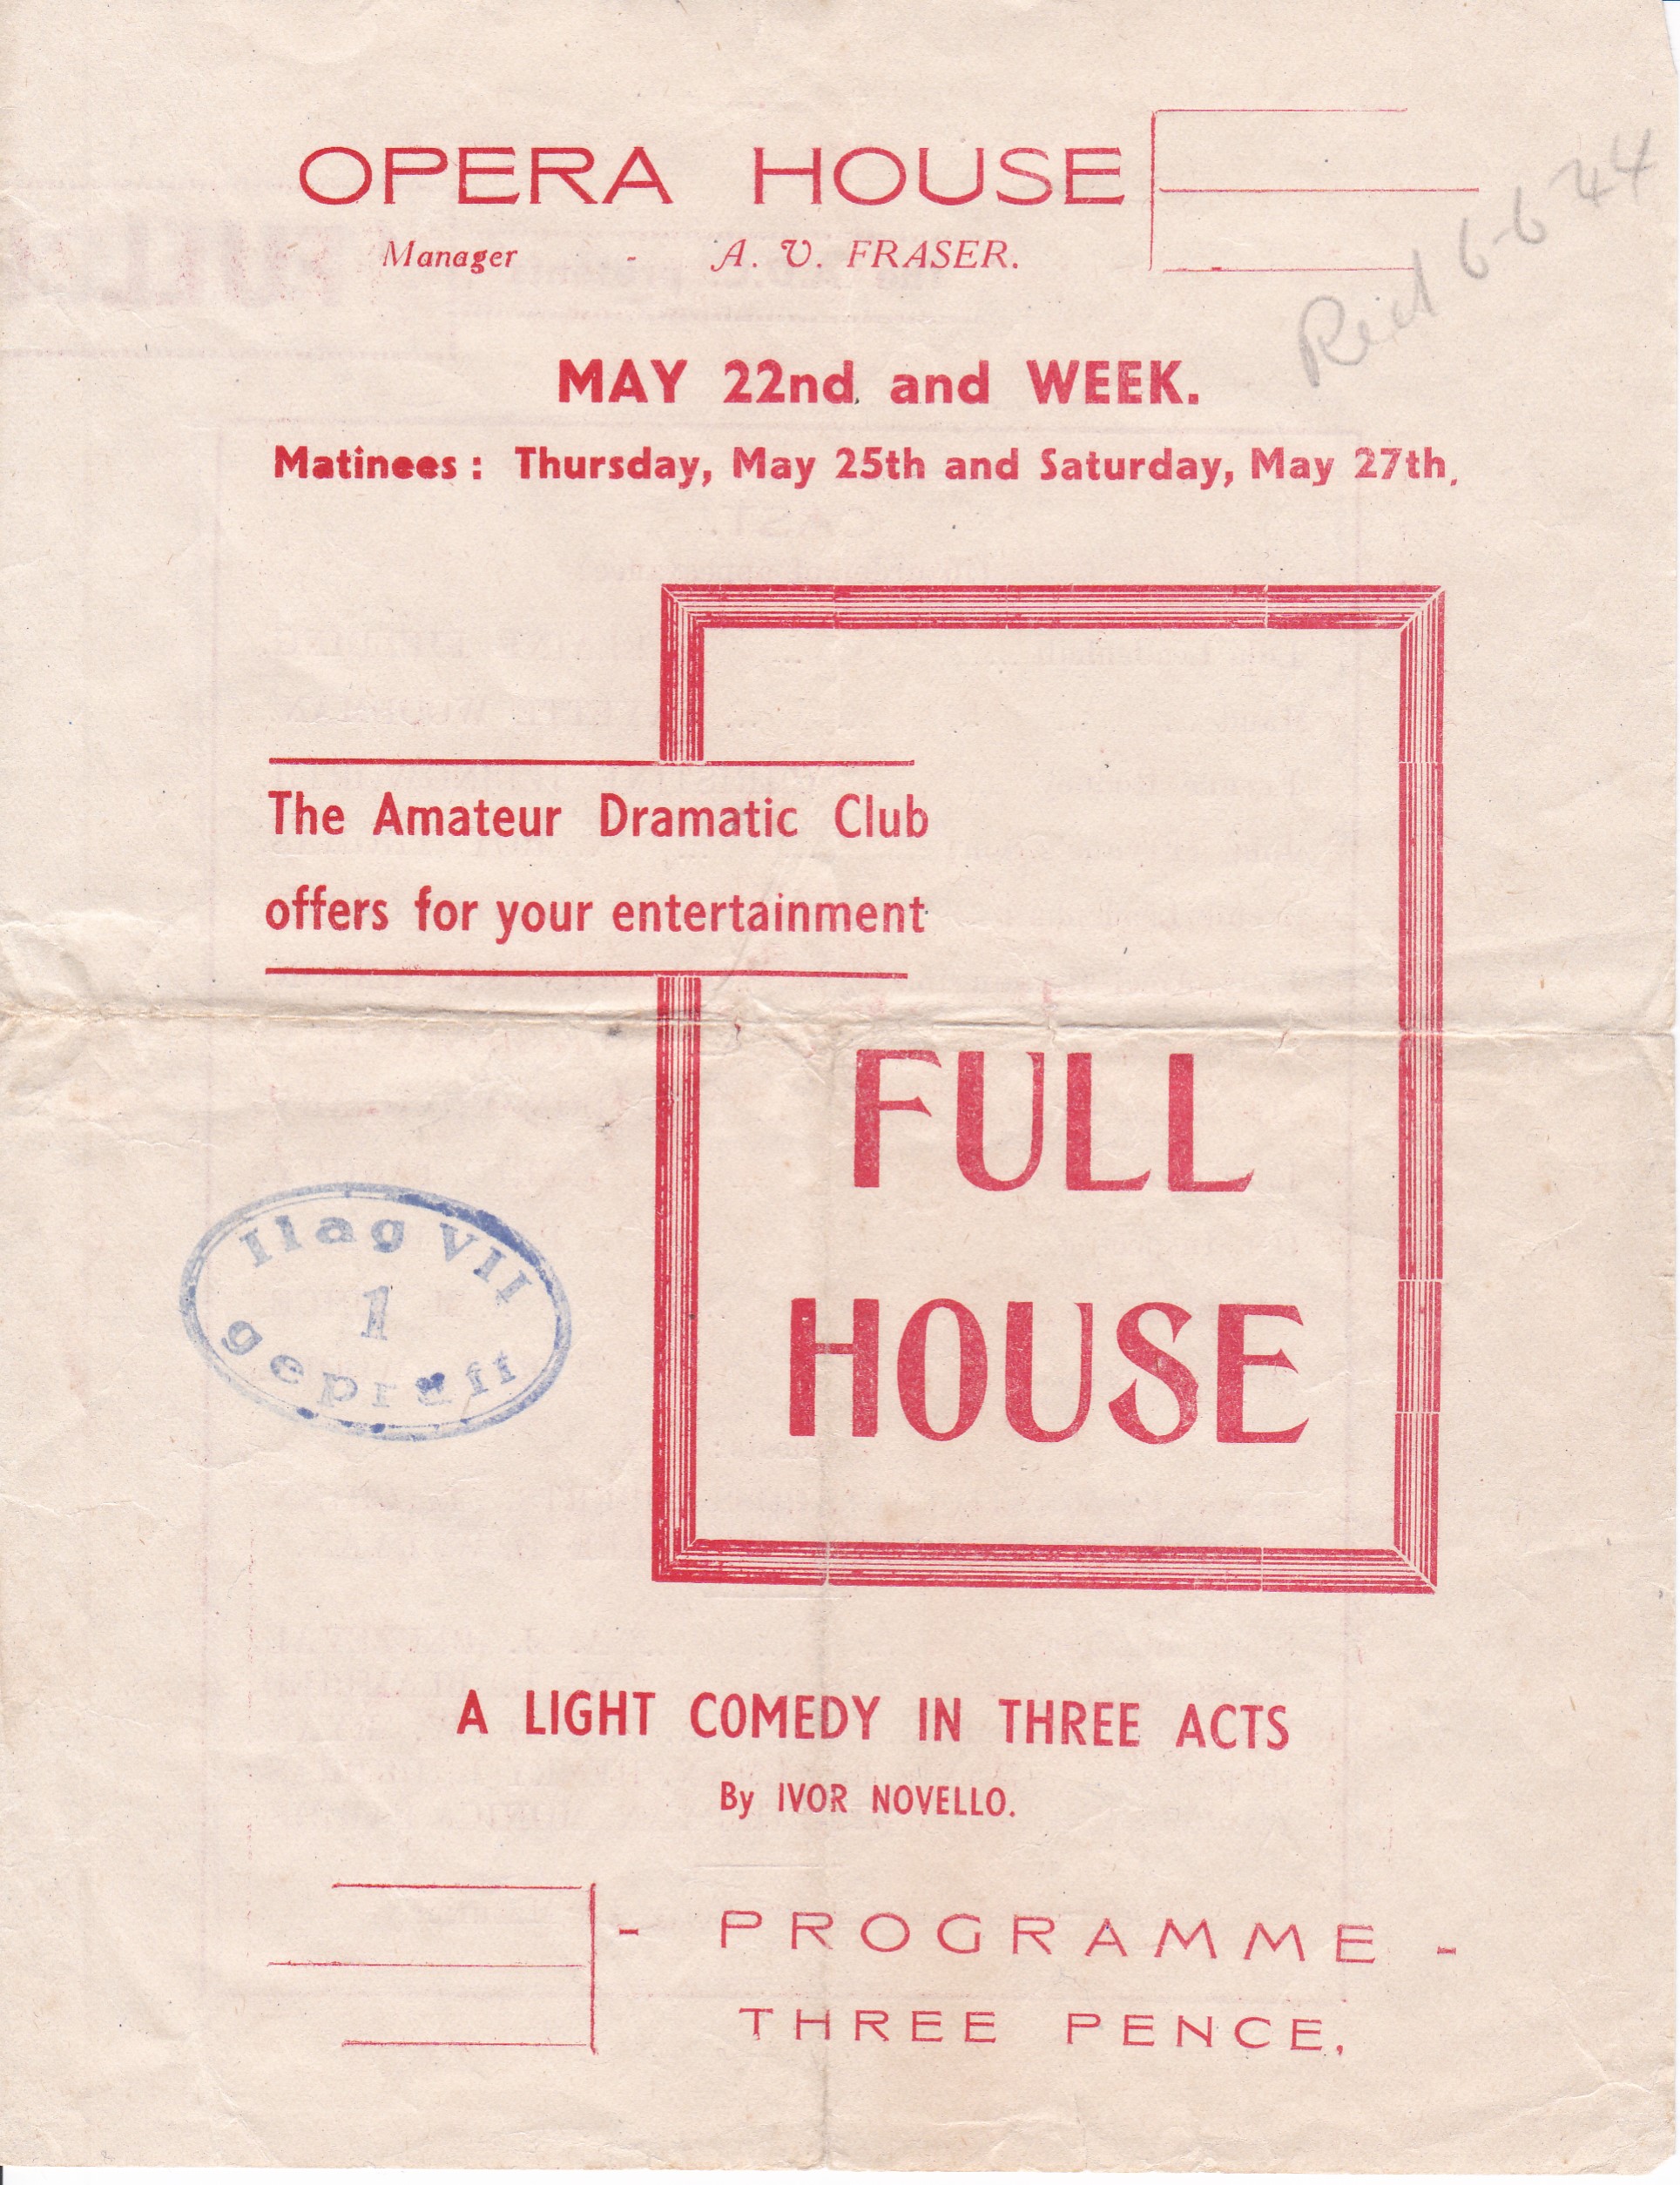 OPERA HOUSE
Manager - A. V. FRASER.
Rec'd 6-6-44
MAY 22nd. and WEEK.
Matinees : Thursday, May 25th and Saturday, May 27th.
The Amateur Dramatic Club
offers for your entertainment
FULL
HOUSE
Ilag VII
1
geprüft
A LIGHT COMEDY IN THREE ACTS
By IVOR NOVELLO.
- PROGRAMME -
THREE PENCE.